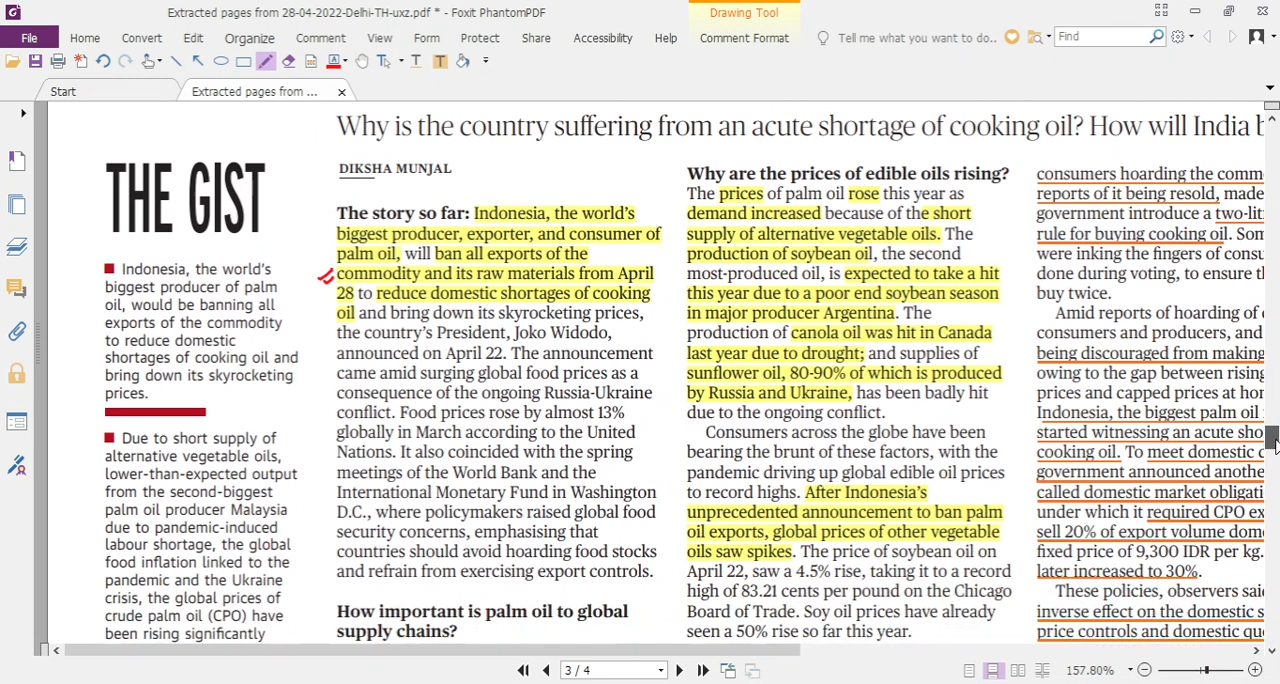 Extracted pages from 28-04-2022-Delhi-TH-uxz.pdf * - Foxit PhantomPDF
Drawing Tool
File
Home
Convert
Edit
Organize
Comment
View
Form
Protect
Share
Accessibility
Help
Comment Format
Tell me what you want to do..
Find
Start
Extracted pages from ...
Why is the country suffering from an acute shortage of cooking oil? How will India b
THE GIST
Indonesia, the world's
biggest producer of palm
oil, would be banning all
exports of the commodity
to reduce domestic
shortages of cooking oil and
bring down its skyrocketing
prices.
Due to short supply of
alternative vegetable oils,
lower-than-expected output
from the second-biggest
palm oil producer Malaysia
due to pandemic-induced
labour shortage, the global
food inflation linked to the
pandemic and the Ukraine
crisis, the global prices of
crude palm oil (CPO) have
been rising significantly
DIKSHA MUNJAL
The story so far: Indonesia, the world's
biggest producer, exporter, and consumer of
palm oil, will ban all exports of the
commodity and its raw materials from April
28 to reduce domestic shortages of cooking
oil and bring down its skyrocketing prices,
the country's President, Joko Widodo,
announced on April 22. The announcement
came amid surging global food prices as a
consequence of the ongoing Russia-Ukraine
conflict. Food prices rose by almost 13%
globally in March according to the United
Nations. It also coincided with the spring
meetings of the World Bank and the
International Monetary Fund in Washington
D.C., where policymakers raised global food
security concerns, emphasising that
countries should avoid hoarding food stocks
and refrain from exercising export controls.
How important is palm oil to global
supply chains?
Why are the prices of edible oils rising?
The prices of palm oil rose this year as
demand increased because of the short
supply of alternative vegetable oils. The
production of soybean oil, the second
most-produced oil, is expected to take a hit
this year due to a poor end soybean season
in major producer Argentina. The
production of canola oil was hit in Canada
last year due to drought; and supplies of
sunflower oil, 80-90% of which is produced
by Russia and Ukraine, has been badly hit
due to the ongoing conflict.
Consumers across the globe have been
bearing the brunt of these factors, with the
pandemic driving up global edible oil prices
to record highs. After Indonesia's
unprecedented announcement to ban palm
oil exports, global prices of other vegetable
oils saw spikes. The price of soybean oil on
April 22, saw a 4.5% rise, taking it to a record
high of 83.21 cents per pound on the Chicago
Board of Trade. Soy oil prices have already
seen a 50% rise so far this year.
consumers hoarding the comm
reports of it being resold, made
government introduce a two-lit
rule for buying cooking oil. Som
were inking the fingers of consu
done during voting, to ensure th
buy twice.
Amid reports of hoarding of
consumers and producers, and
being discouraged from making
owing to the gap between rising
prices and capped prices at hom
Indonesia, the biggest palm oil
started witnessing an acute sho
cooking oil. To meet domestic d
government announced anothe
called domestic market obligati
under which it required CPO ex
sell 20% of export volume dom
fixed price of 9,300 IDR per kg.
later increased to 30%.
These policies, observers said
inverse effect on the domestic s
price controls and domestic quo
3 / 4
157.80%